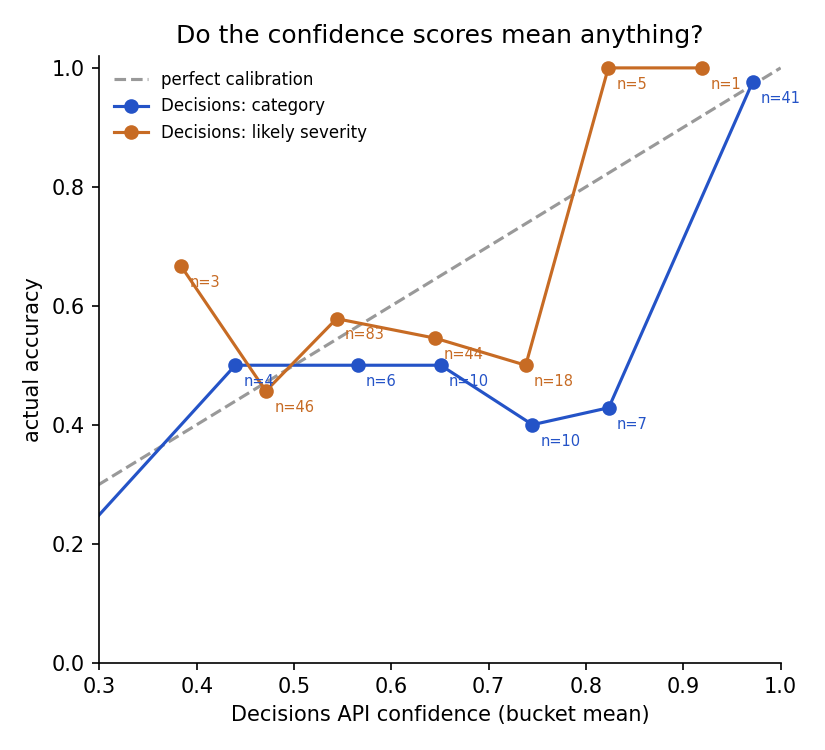 Do the confidence scores mean anything?
perfect calibration
Decisions: category
Decisions: likely severity
actual accuracy
1.0
0.8
0.6
0.4
0.2
0.0
n=5
n=1
n=41
n=3
n=83
n=44
n=4
n=6
n=10
n=18
n=46
n=7
n=10
0.3 0.4 0.5 0.6 0.7 0.8 0.9 1.0
Decisions API confidence (bucket mean)